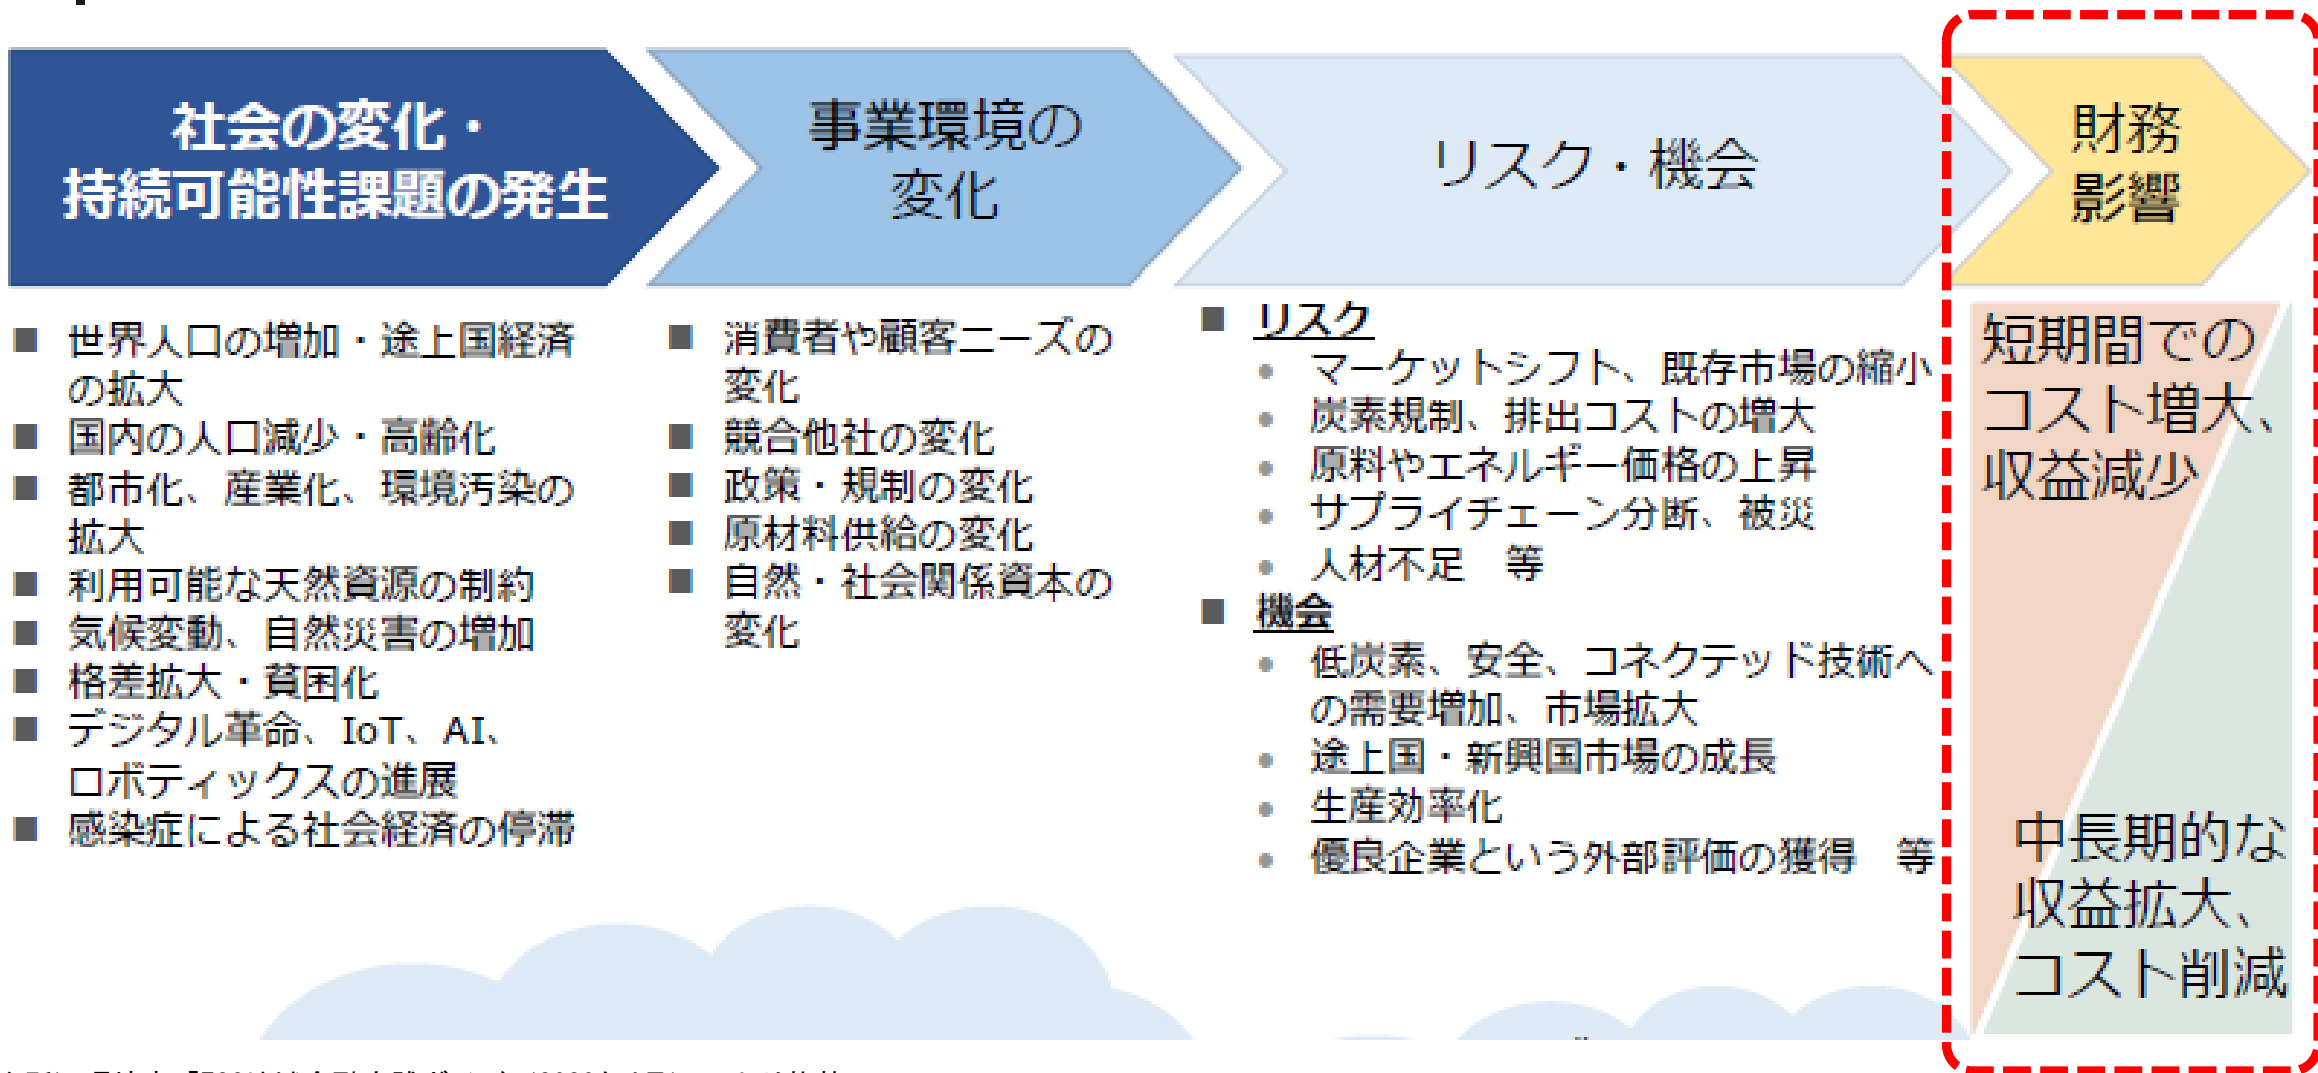 社会の変化・
持続可能性課題の発生
事業環境の
変化
リスク・機会
財務
影響
■ 世界人口の増加・途上国経済
の拡大
■ 国内の人口減少・高齢化
■ 都市化、産業化、環境汚染の
拡大
■ 利用可能な天然資源の制約
■ 気候変動、自然災害の増加
■ 格差拡大・貧困化
■ デジタル革命、IoT、AI、
ロボティックスの進展
■ 感染症による社会経済の停滞
■ 消費者や顧客ニーズの
変化
■ 競合他社の変化
■ 政策・規制の変化
■ 原材料供給の変化
■ 自然・社会関係資本の
変化
■ リスク
• マーケットシフト、既存市場の縮小
• 炭素規制、排出コストの増大
• 原料やエネルギー価格の上昇
• サプライチェーン分断、被災
• 人材不足　等
■ 機会
• 低炭素、安全、コネクテッド技術へ
の需要増加、市場拡大
• 途上国・新興国市場の成長
• 生産効率化
• 優良企業という外部評価の獲得　等
短期間での
コスト増大、
収益減少
中長期的な
収益拡大、
コスト削減